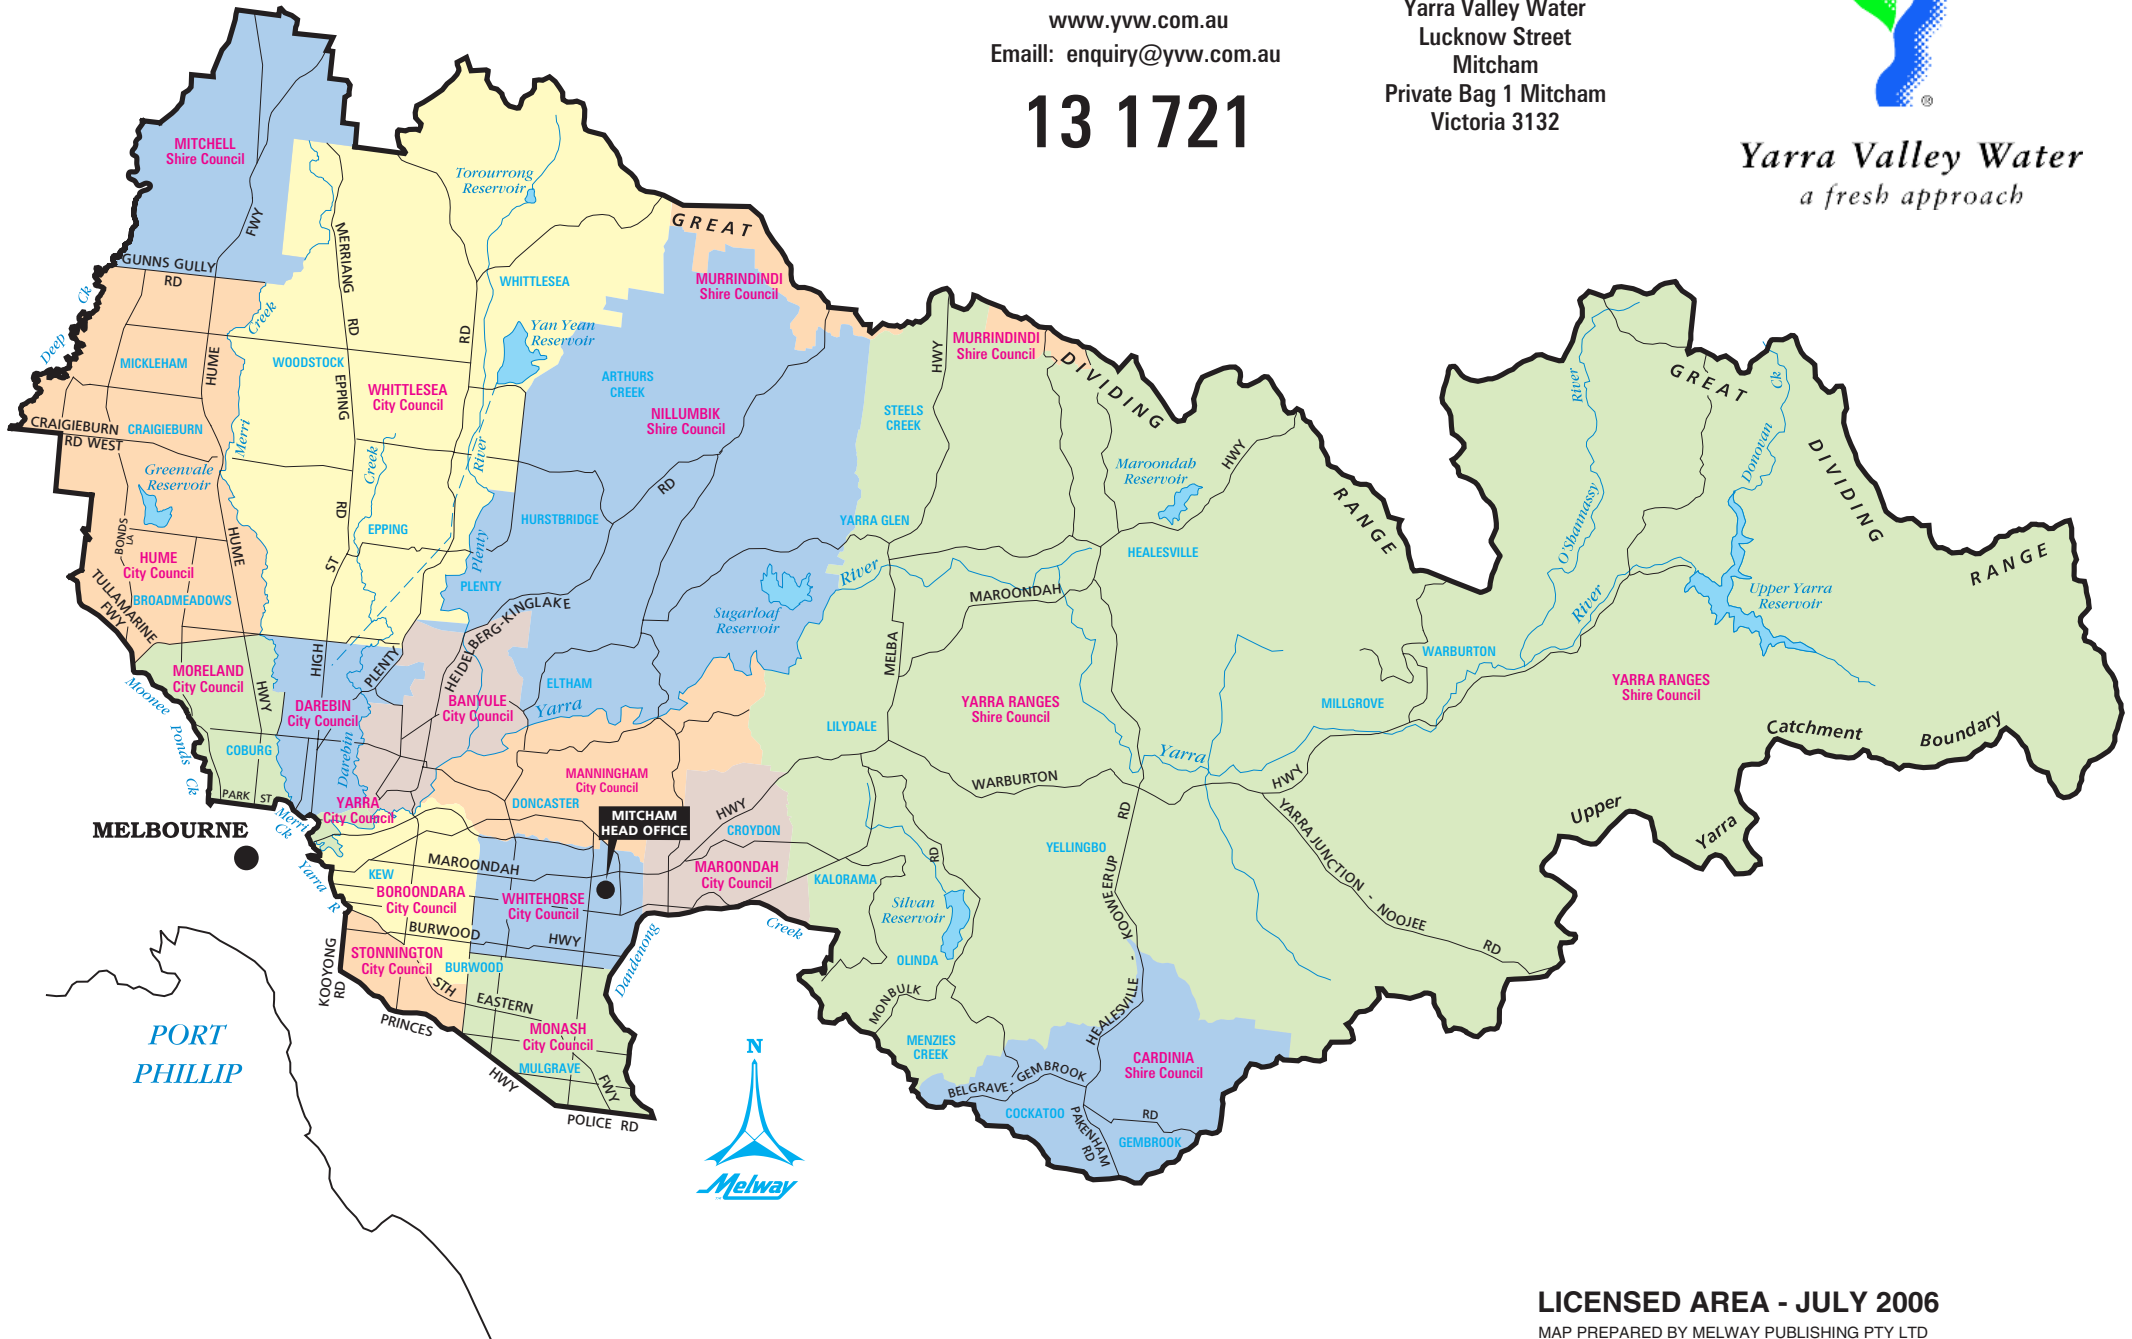 www.yvw.com.au
Emaill: enquiry@yvw.com.au
13 1721
Yarra Valley Water
Lucknow Street
Mitcham
Private Bag 1 Mitcham
Victoria 3132
®
Yarra Valley Water
a fresh approach
MITCHELL
Shire Council
Torourrong
Reservoir
FWY
MERRIANG
RD
RD
GREAT
GUNNS GULLY
RD
WHITTLESEA
MURRINDINDI
Shire Council
Deep
Ck
Creek
Yan Yean
Reservoir
MICKLEHAM
HUME
WOODSTOCK
EPPING
RD
WHITTLESEA
City Council
ARTHURS
CREEK
NILLUMBIK
Shire Council
HWY
MURRINDINDI
Shire Council
DIVIDING
STEELS
CREEK
River
GREAT
Ck
CRAIGIEBURN
RD WEST
CRAIGIEBURN
Merri
Creek
River
RD
Greenvale
Reservoir
Maroondah
Reservoir
HWY
RANGE
Donovan
DIVIDING
O'Shannassy
BONDS
LA
HUME
ST
EPPING
HURSTBRIDGE
YARRA GLEN
HEALESVILLE
RANGE
HUME
City Council
Plenty
PLENTY
River
MAROONDAH
River
Upper Yarra
Reservoir
TULLAMARINE
FWY
BROADMEADOWS
HEIDELBERG-KINGLAKE
Sugarloaf
Reservoir
MELBA
WARBURTON
MORELAND
City Council
HIGH
PLENTY
ELTHAM
YARRA RANGES
Shire Council
YARRA RANGES
Shire Council
Moonee
Ponds
Ck
HWY
DAREBIN
City Council
BANYULE
City Council
Yarra
LILYDALE
MILLGROVE
Catchment
Boundary
COBURG
Darebin
Yarra
MANNINGHAM
City Council
WARBURTON
HWY
PARK ST
YARRA
City Council
DONCASTER
MITCHAM
HEAD OFFICE
HWY
CROYDON
RD
YARRA JUNCTION - NOOJEE
RD
Upper
Yarra
MELBOURNE
Merri
Ck
MAROONDAH
RD
YELLINGBO
KEW
BOROONDARA
City Council
WHITEHORSE
City Council
MAROONDAH
City Council
KALORAMA
Yarra
R
BURWOOD
HWY
Creek
Silvan
Reservoir
KOOWEERUP
-
HEALESVILLE
STONNINGTON
City Council
BURWOOD
Dandenong
OLINDA
KOOYONG
RD
STH
EASTERN
FWY
MONBULK
PRINCES
HWY
MONASH
City Council
PORT
PHILLIP
MULGRAVE
N
MENZIES
CREEK
CARDINIA
Shire Council
BELGRAVE - GEMBROOK
RD
COCKATOO
PAKENHAM
RD
GEMBROOK
POLICE RD
Melway
LICENSED AREA - JULY 2006
MAP PREPARED BY MELWAY PUBLISHING PTY LTD